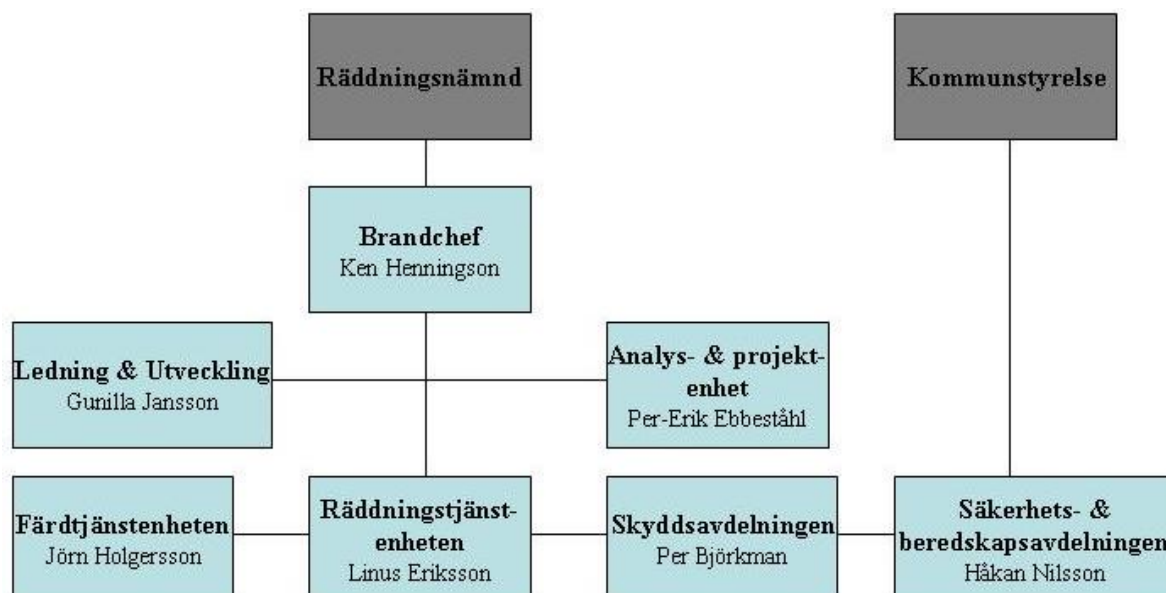 Räddningsnämnd
Kommunstyrelse
Brandchef
Ken Henningson
Ledning & Utveckling
Gunilla Jansson
Analys- & projekt-
enhet
Per-Erik Ebbeståhl
Färdtjänstenheten
Jörn Holgersson
Räddningstjänst-
enheten
Linus Eriksson
Skyddsavdelningen
Per Björkman
Säkerhets- &
beredskapsavdelningen
Håkan Nilsson